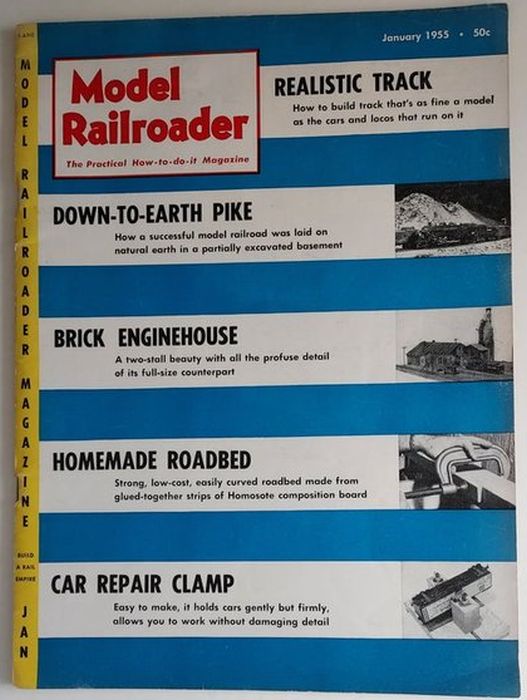 January 1955 • 50c
Model
Railroader
The Practical How-to-do-it Magazine
REALISTIC TRACK
How to build track that's as fine a model
as the cars and locos that run on it
DOWN-TO-EARTH PIKE
How a successful model railroad was laid on
natural earth in a partially excavated basement
BRICK ENGINEHOUSE
A two-stall beauty with all the profuse detail
of its full-size counterpart
HOMEMADE ROADBED
Strong, low-cost, easily curved roadbed made from
glued-together strips of Homosote composition board
CAR REPAIR CLAMP
Easy to make, it holds cars gently but firmly,
allows you to work without damaging detail
MODEL RAILROADER MAGAZINE
BUILD
A RAIL
EMPIRE
JAN